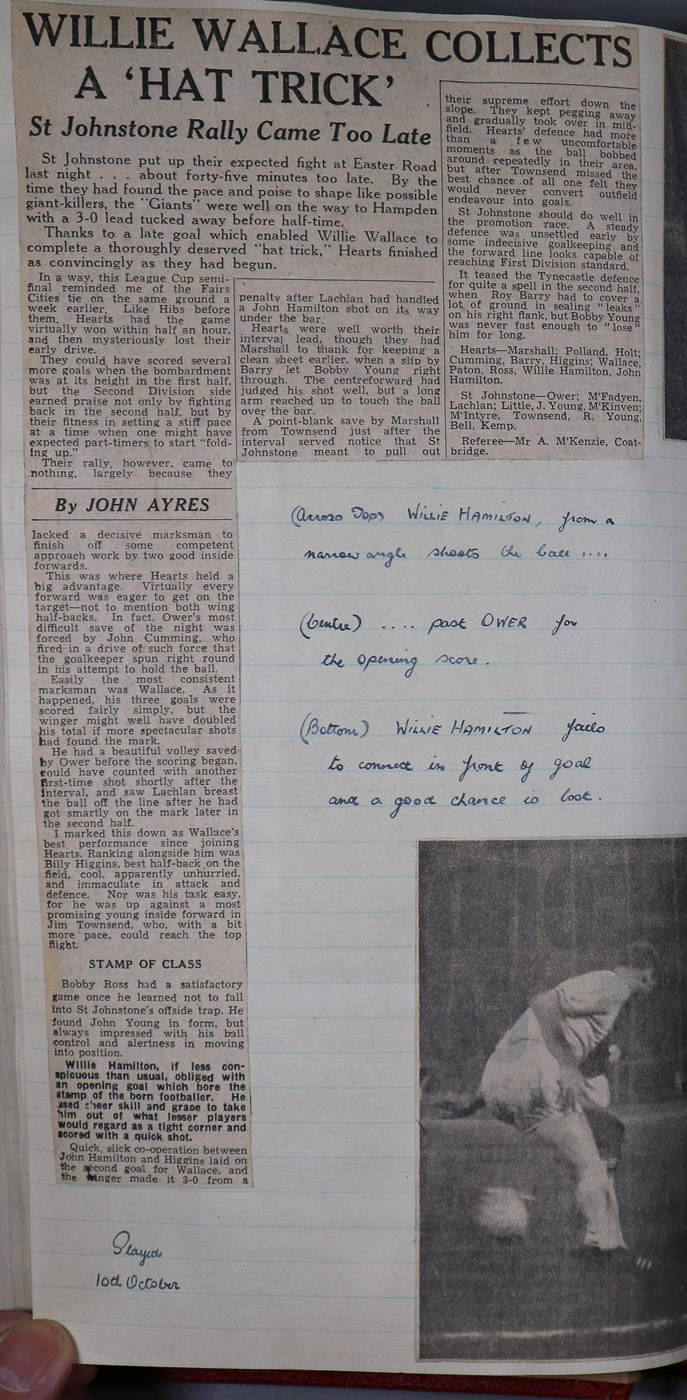 WILLIE WALLACE COLLECTS
A 'HAT TRICK'
St Johnstone Rally Came Too Late
St Johnstone put up their expected fight at Easter Road
last night . . . about forty-five minutes too late. By the
time they had found the pace and poise to shape like possible
giant-killers, the "Giants" were well on the way to Hampden
with a 3-0 lead tucked away before half-time.
Thanks to a late goal which enabled Willie Wallace to
complete a thoroughly deserved "hat trick," Hearts finished
as convincingly as they had begun.
In a way, this League Cup semi-
final reminded me of the Fairs
Cities tie on the same ground a
week earlier. Like Hibs before
them, Hearts had the game
virtually won within half an hour,
and then mysteriously lost their
early drive.
They could have scored several
more goals when the bombardment
was at its height in the first half,
but the Second Division side
earned praise not only by fighting
back in the second half, but by
their fitness in setting a stiff pace
at a time when one might have
expected part-timers to start "fold-
ing up."
Their rally, however, came to
nothing, largely because they
By JOHN AYRES
lacked a decisive marksman to
finish off some competent
approach work by two good inside
forwards.
This was where Hearts held a
big advantage. Virtually every
forward was eager to get on the
target—not to mention both wing
half-backs. In fact, Ower's most
difficult save of the night was
forced by John Cumming, who
fired in a drive of such force that
the goalkeeper spun right round
in his attempt to hold the ball.
Easily the most consistent
marksman was Wallace. As it
happened, his three goals were
scored fairly simply, but the
winger might well have doubled
his total if more spectacular shots
had found the mark.
He had a beautiful volley saved
by Ower before the scoring began,
could have counted with another
first-time shot shortly after the
interval, and saw Lachlan breast
the ball off the line after he had
got smartly on the mark later in
the second half.
I marked this down as Wallace's
best performance since joining
Hearts. Ranking alongside him was
Billy Higgins, best half-back on the
field, cool, apparently unhurried,
and immaculate in attack and
defence. Nor was his task easy,
for he was up against a most
promising young inside forward in
Jim Townsend, who, with a bit
more pace, could reach the top
flight.
STAMP OF CLASS
Bobby Ross had a satisfactory
game once he learned not to fall
into St Johnstone's offside trap. He
found John Young in form, but
always impressed with his ball
control and alertness in moving
into position.
Willie Hamilton, if less con-
spicuous than usual, obliged with
an opening goal which bore the
stamp of the born footballer. He
used sheer skill and grace to take
him out of what lesser players
would regard as a tight corner and
scored with a quick shot.
Quick, slick co-operation between
John Hamilton and Higgins laid on
the second goal for Wallace, and
the winger made it 3-0 from a
penalty after Lachlan had handled
a John Hamilton shot on its way
under the bar.
Hearts were well worth their
interval lead, though they had
Marshall to thank for keeping a
clean sheet earlier, when a slip by
Barry let Bobby Young right
through. The centreforward had
judged his shot well, but a long
arm reached up to touch the ball
over the bar.
A point-blank save by Marshall
from Townsend just after the
interval served notice that St
Johnstone meant to pull out
their supreme effort down the
slope. They kept pegging away
and gradually took over in mid-
field. Hearts' defence had more
than a few uncomfortable
moments as the ball bobbed
around repeatedly in their area,
but after Townsend missed the
best chance of all one felt they
would never convert outfield
endeavour into goals.
St Johnstone should do well in
the promotion race. A steady
defence was unsettled early by
some indecisive goalkeeping and
the forward line looks capable of
reaching First Division standard.
It teased the Tynecastle defence
for quite a spell in the second half,
when Roy Barry had to cover a
lot of ground in sealing "leaks"
on his right flank, but Bobby Young
was never fast enough to "lose"
him for long.
Hearts—Marshall; Polland, Holt;
Cumming, Barry, Higgins; Wallace,
Paton, Ross, Willie Hamilton, John
Hamilton.
St Johnstone—Ower; M'Fadyen,
Lachlan; Little, J. Young, M'Kinven;
M'Intyre, Townsend, R. Young,
Bell, Kemp.
Referee—Mr A. M'Kenzie, Coat-
bridge.
(Across Top) WILLIE HAMILTON, from a
narrow angle shoots the ball ....
(Centre) .... past OWER for
the opening score.
(Bottom) WILLIE HAMILTON fails
to connect in front of goal
and a good chance is lost.
Played
10th October